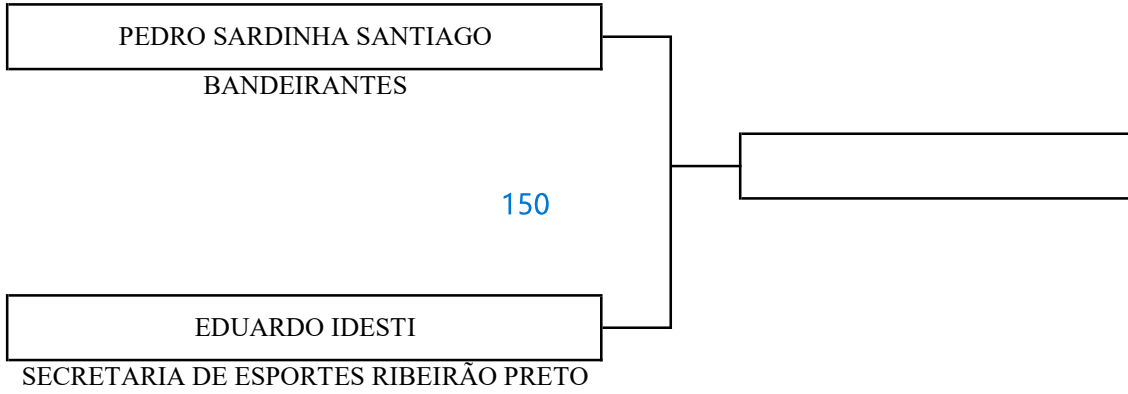 PEDRO SARDINHA SANTIAGO
BANDEIRANTES
150
EDUARDO IDESTI
SECRETARIA DE ESPORTES RIBEIRÃO PRETO